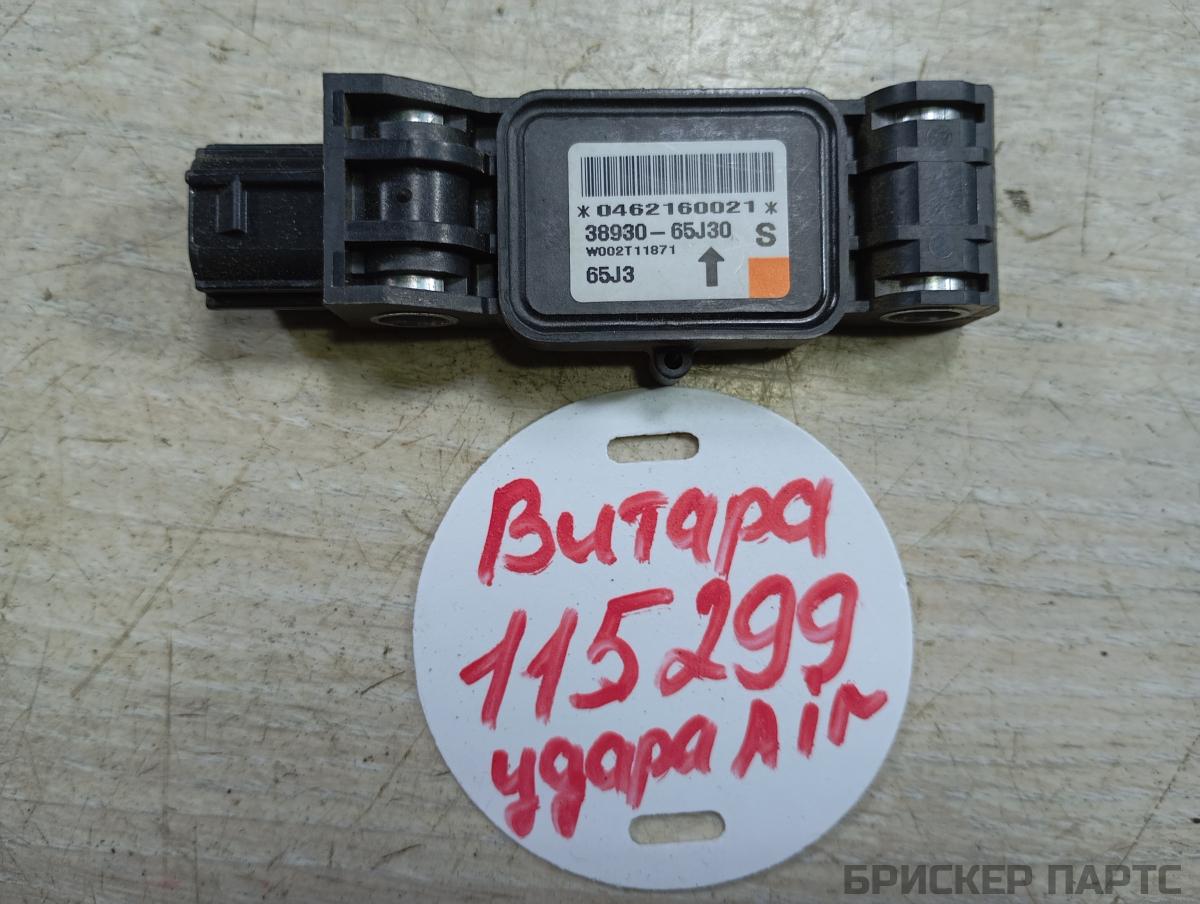 *0462160021*
38930-65J30 S
W002T11871
65J3
Витара
115299
удара Air
БРИСКЕР ПАРТС